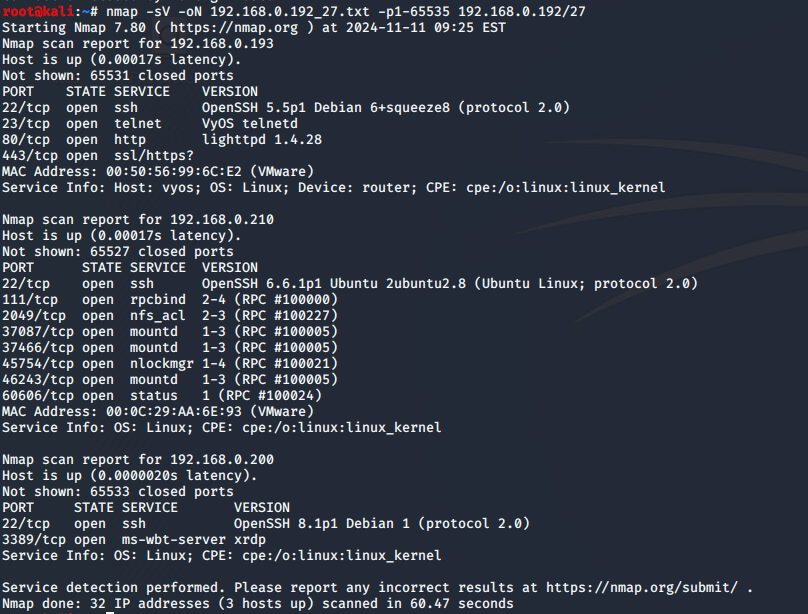 root@kali:~# nmap -sV -oN 192.168.0.192_27.txt -p1-65535 192.168.0.192/27
Starting Nmap 7.80 ( https://nmap.org ) at 2024-11-11 09:25 EST
Nmap scan report for 192.168.0.193
Host is up (0.00017s latency).
Not shown: 65531 closed ports
PORT    STATE SERVICE    VERSION
22/tcp  open  ssh        OpenSSH 5.5p1 Debian 6+squeeze8 (protocol 2.0)
23/tcp  open  telnet     VyOS telnetd
80/tcp  open  http       lighttpd 1.4.28
443/tcp open  ssl/https?
MAC Address: 00:50:56:99:6C:E2 (VMware)
Service Info: Host: vyos; OS: Linux; Device: router; CPE: cpe:/o:linux:linux_kernel
Nmap scan report for 192.168.0.210
Host is up (0.00017s latency).
Not shown: 65527 closed ports
PORT      STATE SERVICE  VERSION
22/tcp    open  ssh      OpenSSH 6.6.1p1 Ubuntu 2ubuntu2.8 (Ubuntu Linux; protocol 2.0)
111/tcp   open  rpcbind  2-4 (RPC #100000)
2049/tcp  open  nfs_acl  2-3 (RPC #100227)
37087/tcp open  mountd   1-3 (RPC #100005)
37466/tcp open  mountd   1-3 (RPC #100005)
45754/tcp open  nlockmgr 1-4 (RPC #100021)
46243/tcp open  mountd   1-3 (RPC #100005)
60606/tcp open  status   1 (RPC #100024)
MAC Address: 00:0C:29:AA:6E:93 (VMware)
Service Info: OS: Linux; CPE: cpe:/o:linux:linux_kernel
Nmap scan report for 192.168.0.200
Host is up (0.0000020s latency).
Not shown: 65533 closed ports
PORT     STATE SERVICE       VERSION
22/tcp   open  ssh           OpenSSH 8.1p1 Debian 1 (protocol 2.0)
3389/tcp open  ms-wbt-server xrdp
Service Info: OS: Linux; CPE: cpe:/o:linux:linux_kernel
Service detection performed. Please report any incorrect results at https://nmap.org/submit/ .
Nmap done: 32 IP addresses (3 hosts up) scanned in 60.47 seconds